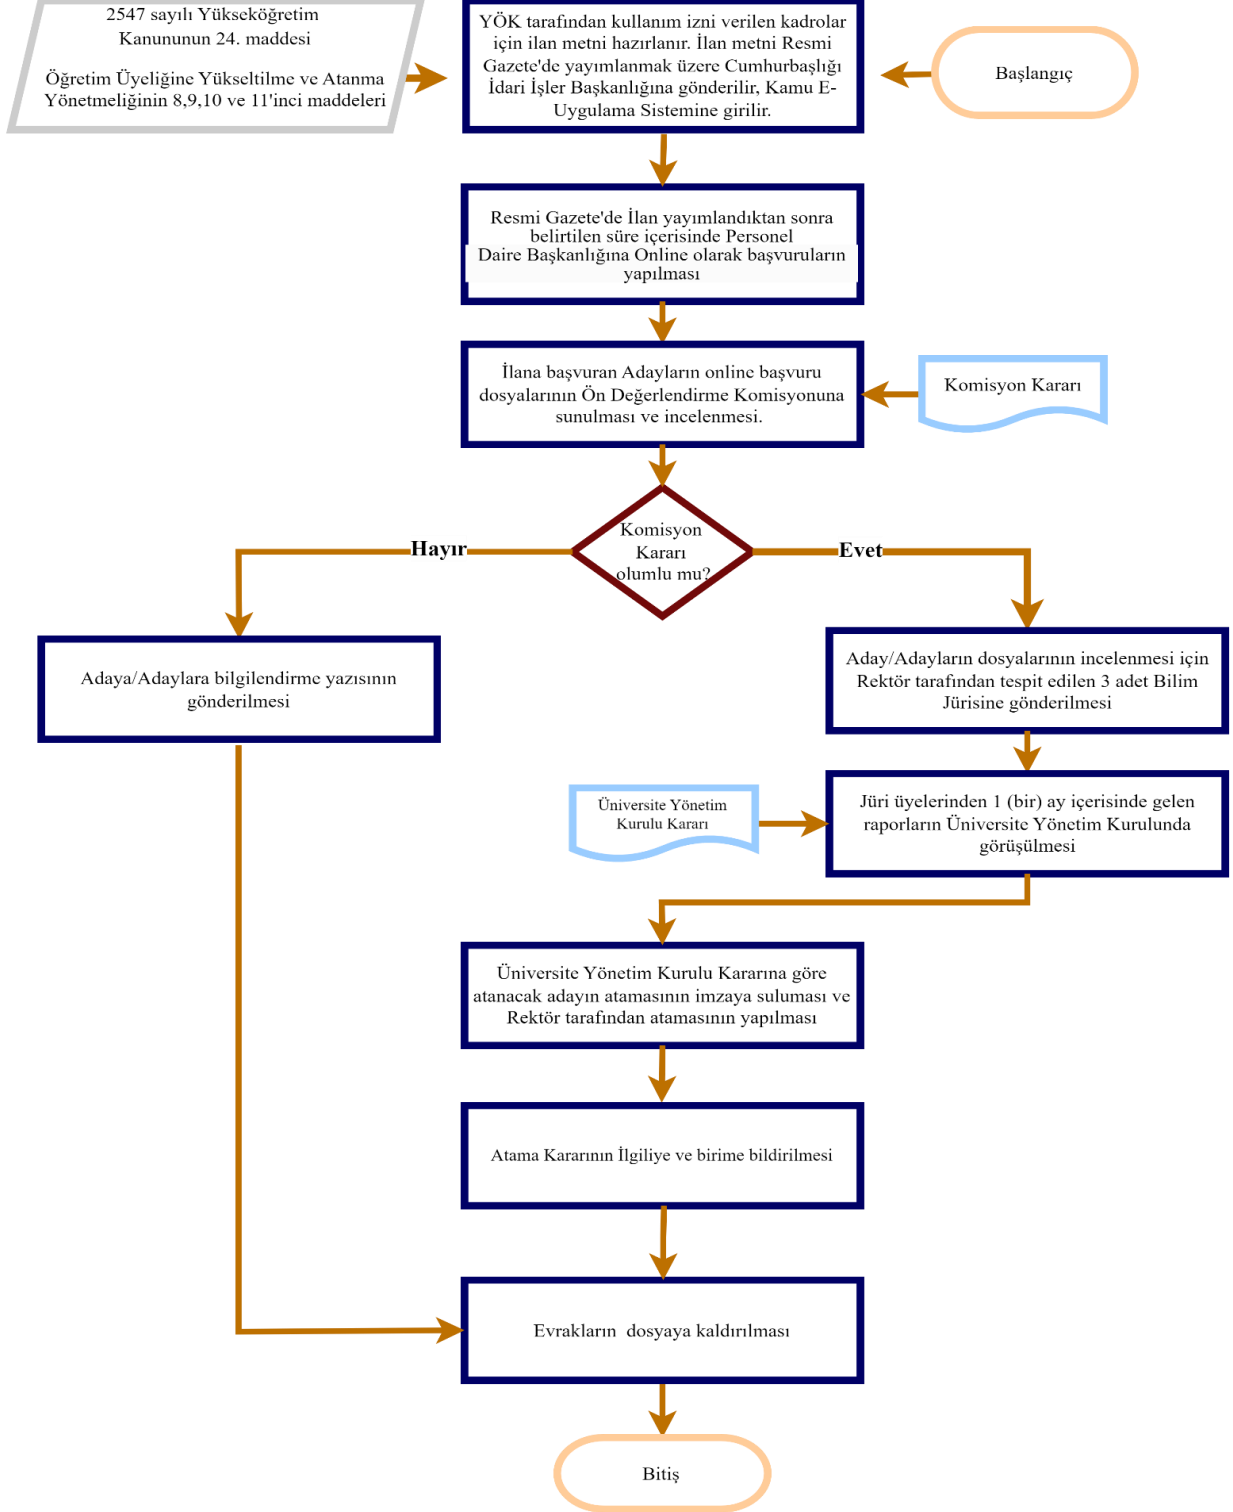 2547 sayılı Yükseköğretim
Kanununun 24. maddesi
Öğretim Üyeliğine Yükseltilme ve Atanma
Yönetmeliğinin 8,9,10 ve 11'inci maddeleri
YÖK tarafından kullanım izni verilen kadrolar
için ilan metni hazırlanır. İlan metni Resmi
Gazete'de yayımlanmak üzere Cumhurbaşlığı
İdari İşler Başkanlığına gönderilir, Kamu E-
Uygulama Sistemine girilir.
Başlangıç
Resmi Gazete'de İlan yayımlandıktan sonra
belirtilen süre içerisinde Personel
Daire Başkanlığına Online olarak başvuruların
yapılması
İlana başvuran Adayların online başvuru
dosyalarının Ön Değerlendirme Komisyonuna
sunulması ve incelenmesi.
Komisyon Kararı
Komisyon
Kararı
olumlu mu?
Hayır
Evet
Adaya/Adaylara bilgilendirme yazısının
gönderilmesi
Aday/Adayların dosyalarının incelenmesi için
Rektör tarafından tespit edilen 3 adet Bilim
Jürisine gönderilmesi
Üniversite Yönetim
Kurulu Kararı
Jüri üyelerinden 1 (bir) ay içerisinde gelen
raporların Üniversite Yönetim Kurulunda
görüşülmesi
Üniversite Yönetim Kurulu Kararına göre
atanacak adayın atamasının imzaya suluması ve
Rektör tarafından atamasının yapılması
Atama Kararının İlgiliye ve birime bildirilmesi
Evrakların dosyaya kaldırılması
Bitiş